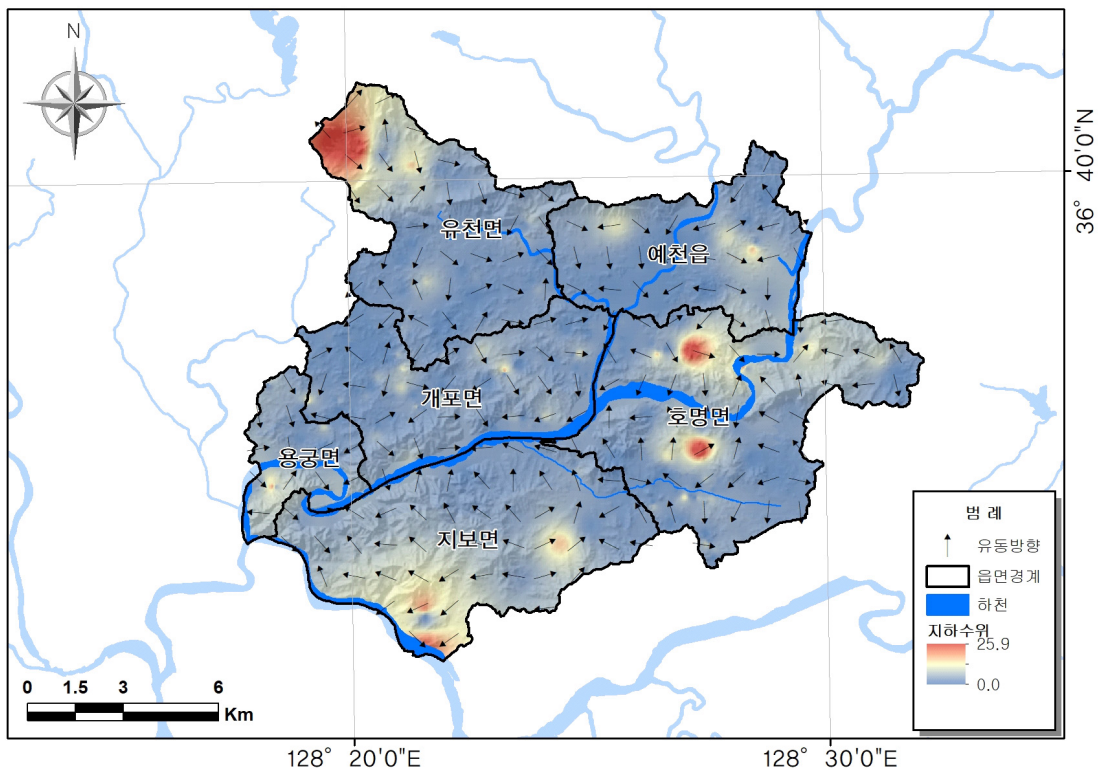 N
40'0"N
36°
유천면
예천읍
개포면
호명면
용궁면
지보면
범 례
유동방향
읍면경계
하천
지하수위
25.9
0.0
0 1.5 3 6
Km
128° 20'0"E
128° 30'0"E